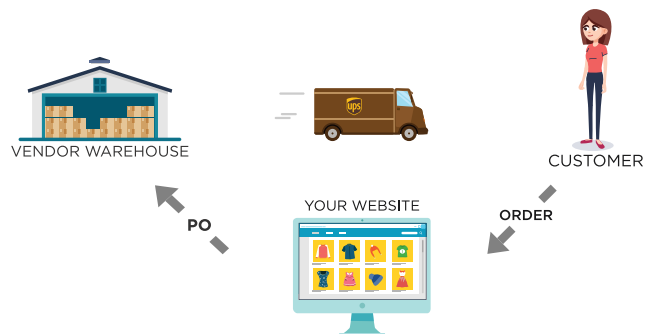 ups
VENDOR WAREHOUSE
CUSTOMER
YOUR WEBSITE
ORDER
PO